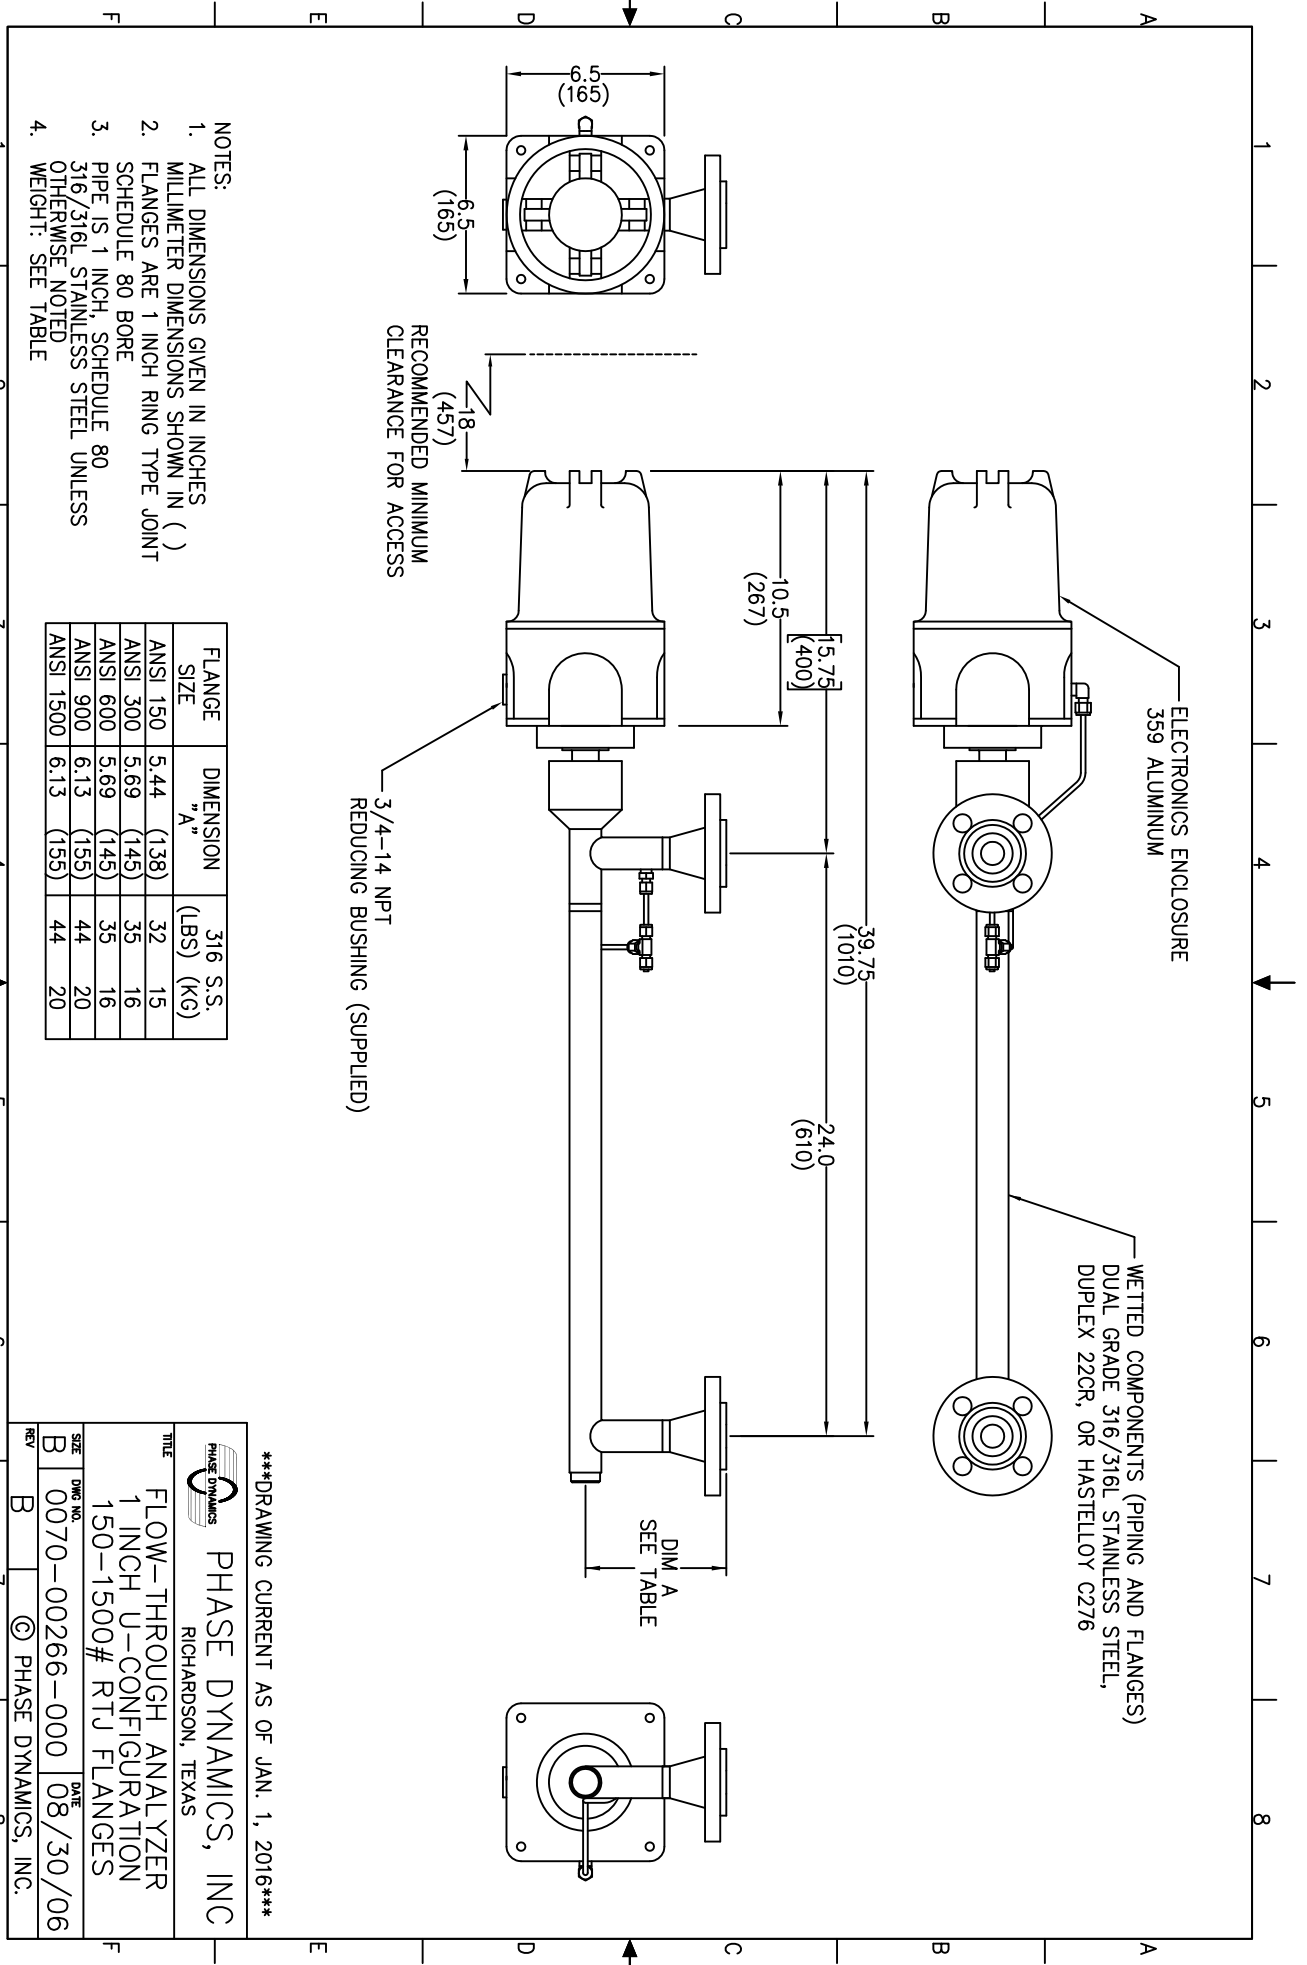 1
2
3
4
5
6
7
8
A
B
C
D
E
F
ELECTRONICS ENCLOSURE
359 ALUMINUM
WETTED COMPONENTS (PIPING AND FLANGES)
DUAL GRADE 316/316L STAINLESS STEEL,
DUPLEX 22CR, OR HASTELLOY C276
39.75
(1010)
15.75
(400)
24.0
(610)
10.5
(267)
6.5
(165)
6.5
(165)
18
(457)
RECOMMENDED MINIMUM
CLEARANCE FOR ACCESS
3/4-14 NPT
REDUCING BUSHING (SUPPLIED)
DIM A
SEE TABLE
NOTES:
1. ALL DIMENSIONS GIVEN IN INCHES
MILLIMETER DIMENSIONS SHOWN IN ( )
2. FLANGES ARE 1 INCH RING TYPE JOINT
SCHEDULE 80 BORE
3. PIPE IS 1 INCH, SCHEDULE 80
316/316L STAINLESS STEEL UNLESS
OTHERWISE NOTED
4. WEIGHT: SEE TABLE
FLANGE SIZE DIMENSION "A" 316 S.S. (LBS) (KG)
ANSI 150 5.44 (138) 32 15
ANSI 300 5.69 (145) 35 16
ANSI 600 5.69 (145) 35 16
ANSI 900 6.13 (155) 44 20
ANSI 1500 6.13 (155) 44 20
***DRAWING CURRENT AS OF JAN. 1, 2016***
PHASE DYNAMICS
PHASE DYNAMICS, INC
RICHARDSON, TEXAS
TITLE
FLOW-THROUGH ANALYZER
1 INCH U-CONFIGURATION
150-1500# RTJ FLANGES
SIZE B DWG NO. 0070-00266-000 DATE 08/30/06
REV B © PHASE DYNAMICS, INC.
A
B
C
D
E
F